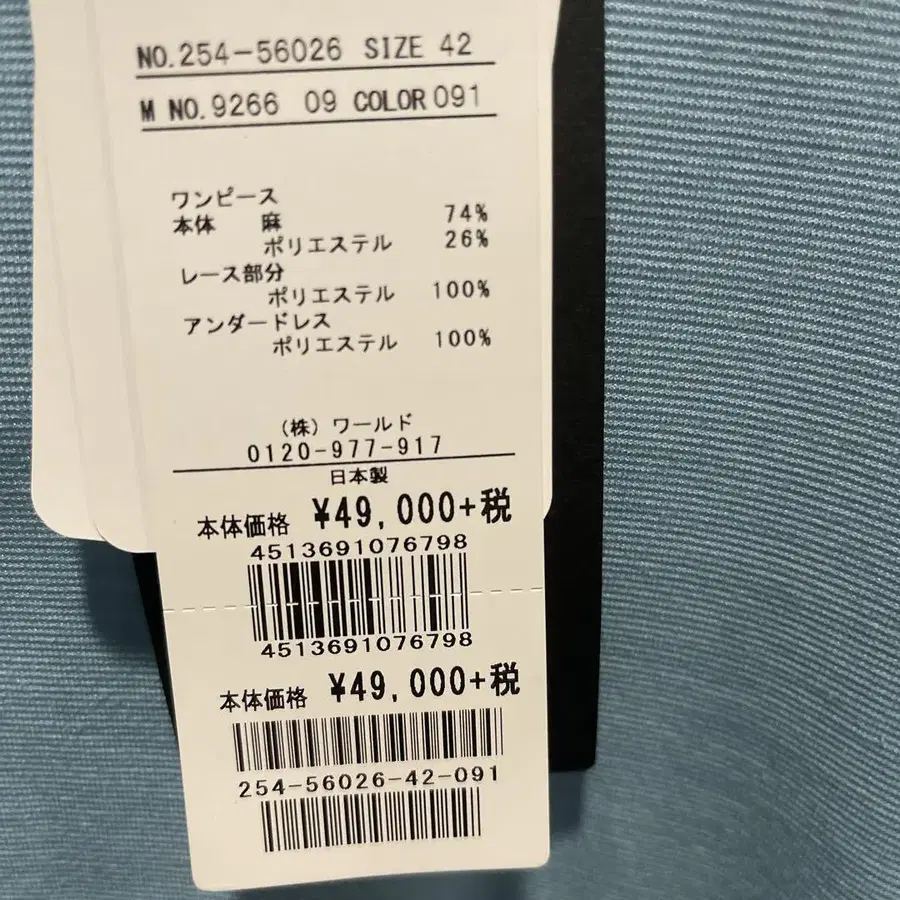 NO.254-56026 SIZE 42
M NO.9266 09 COLOR 091
ワンピース
本体 麻 74%
ポリエステル 26%
レース部分
ポリエステル 100%
アンダードレス
ポリエステル 100%
(株)ワールド
0120-977-917
日本製
本体価格 ¥49,000+税
4513691076798
4513691076798
本体価格 ¥49,000+税
254-56026-42-091